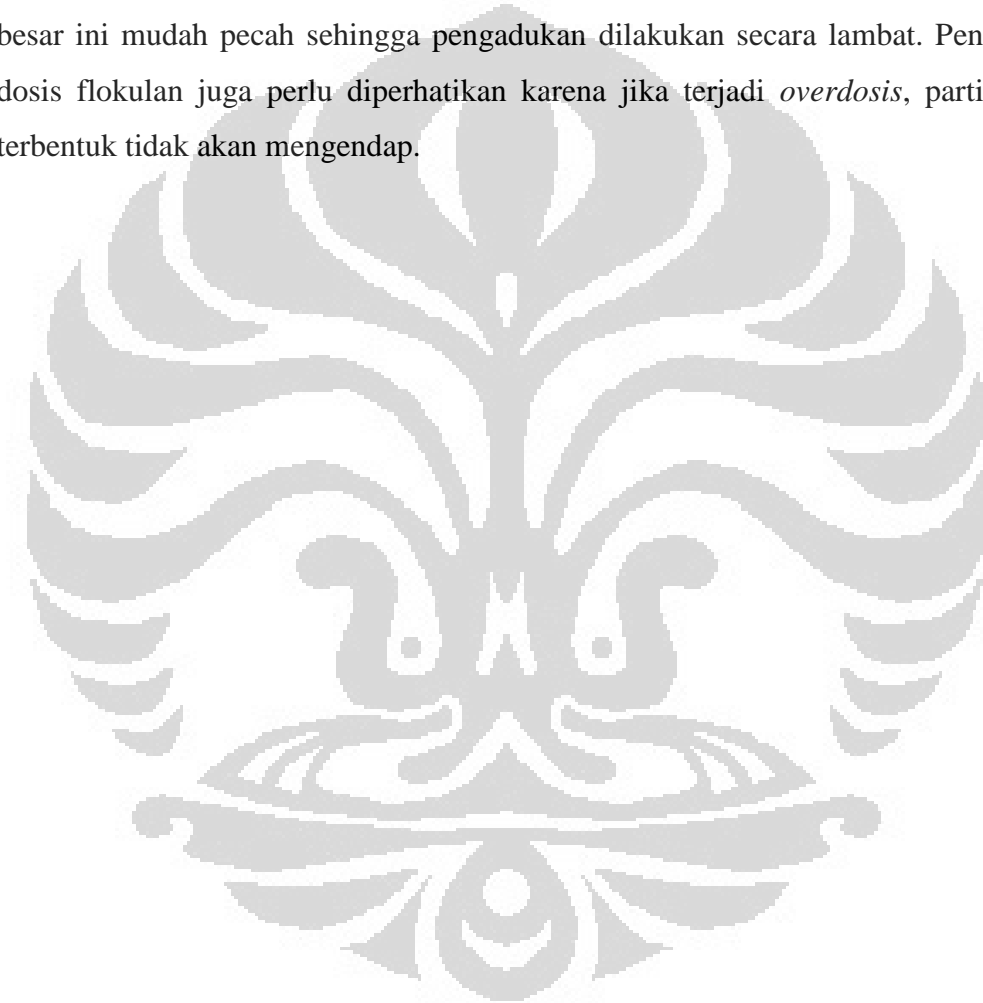 besar ini mudah pecah sehingga pengadukan dilakukan secara lambat. Pen
dosis flokulan juga perlu diperhatikan karena jika terjadi overdosis, parti
terbentuk tidak akan mengendap.